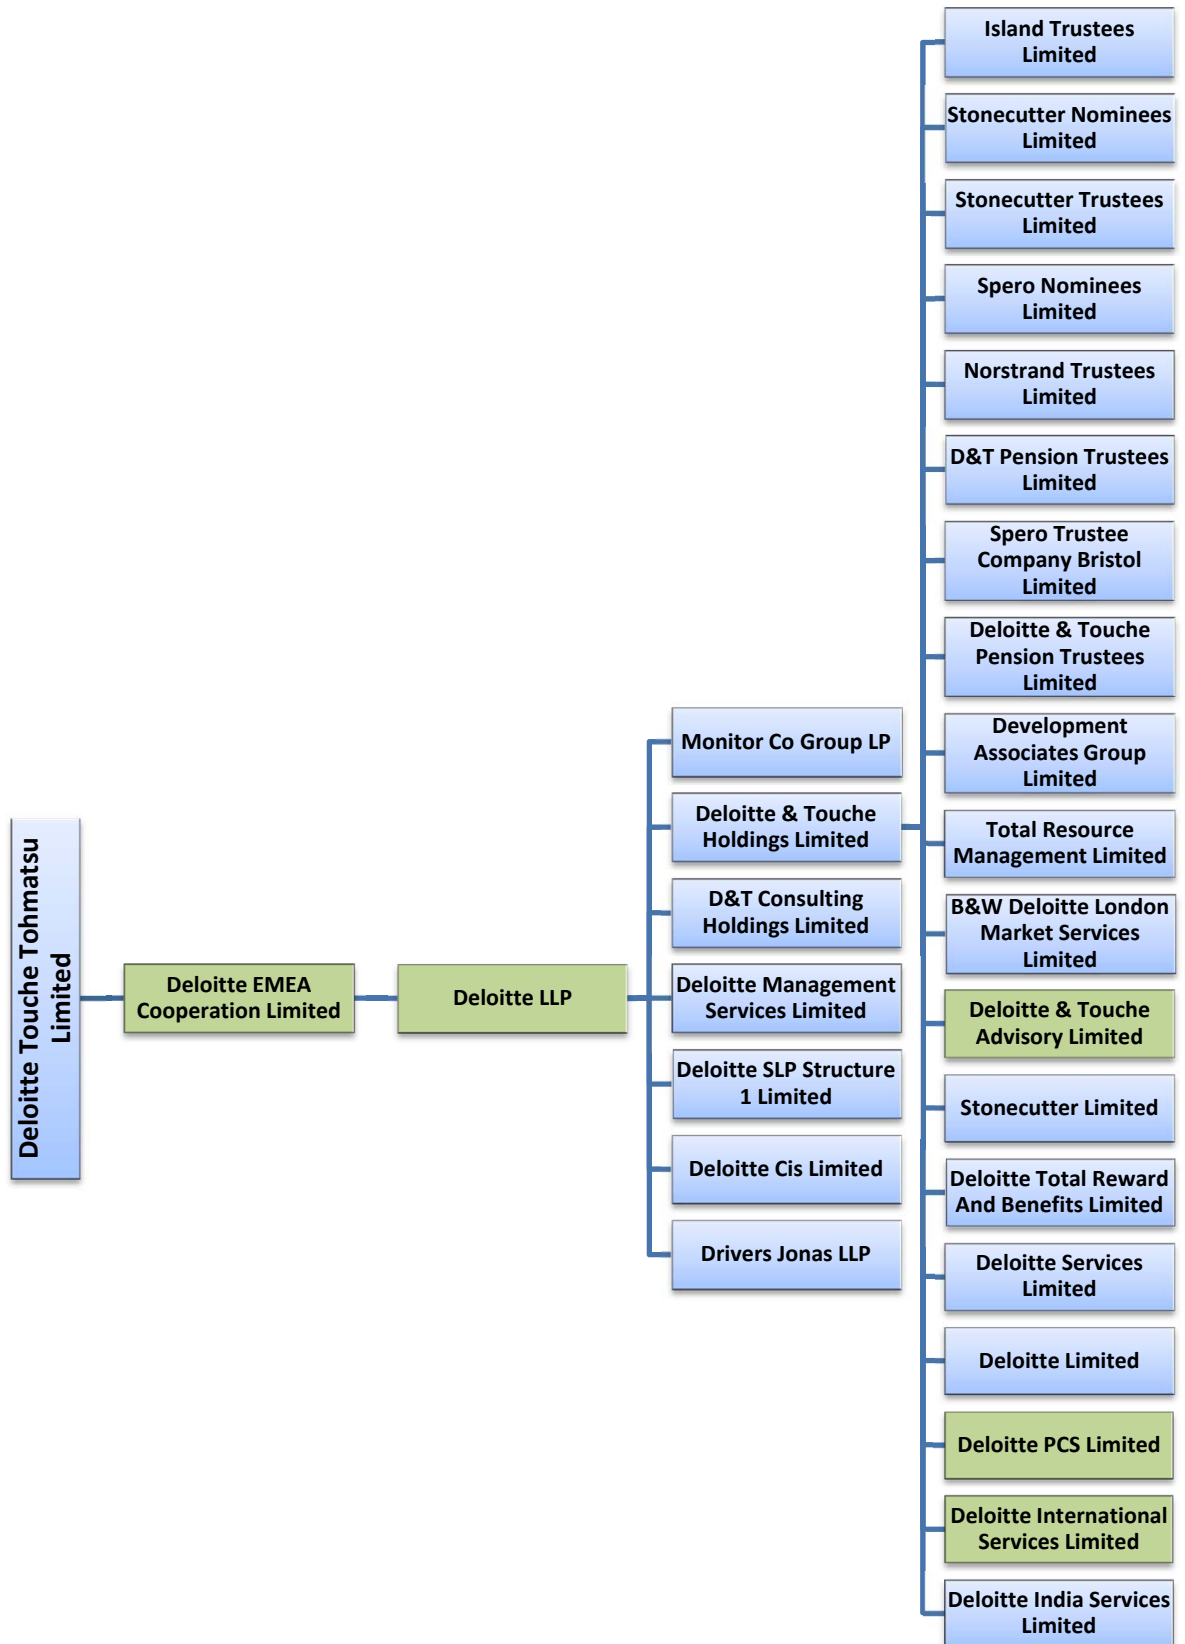 Deloitte Touche Tohmatsu
Limited
Deloitte EMEA
Cooperation Limited
Deloitte LLP
Monitor Co Group LP
Deloitte & Touche
Holdings Limited
D&T Consulting
Holdings Limited
Deloitte Management
Services Limited
Deloitte SLP Structure
1 Limited
Deloitte Cis Limited
Drivers Jonas LLP
Island Trustees
Limited
Stonecutter Nominees
Limited
Stonecutter Trustees
Limited
Spero Nominees
Limited
Norstrand Trustees
Limited
D&T Pension Trustees
Limited
Spero Trustee
Company Bristol
Limited
Deloitte & Touche
Pension Trustees
Limited
Development
Associates Group
Limited
Total Resource
Management Limited
B&W Deloitte London
Market Services
Limited
Deloitte & Touche
Advisory Limited
Stonecutter Limited
Deloitte Total Reward
And Benefits Limited
Deloitte Services
Limited
Deloitte Limited
Deloitte PCS Limited
Deloitte International
Services Limited
Deloitte India Services
Limited